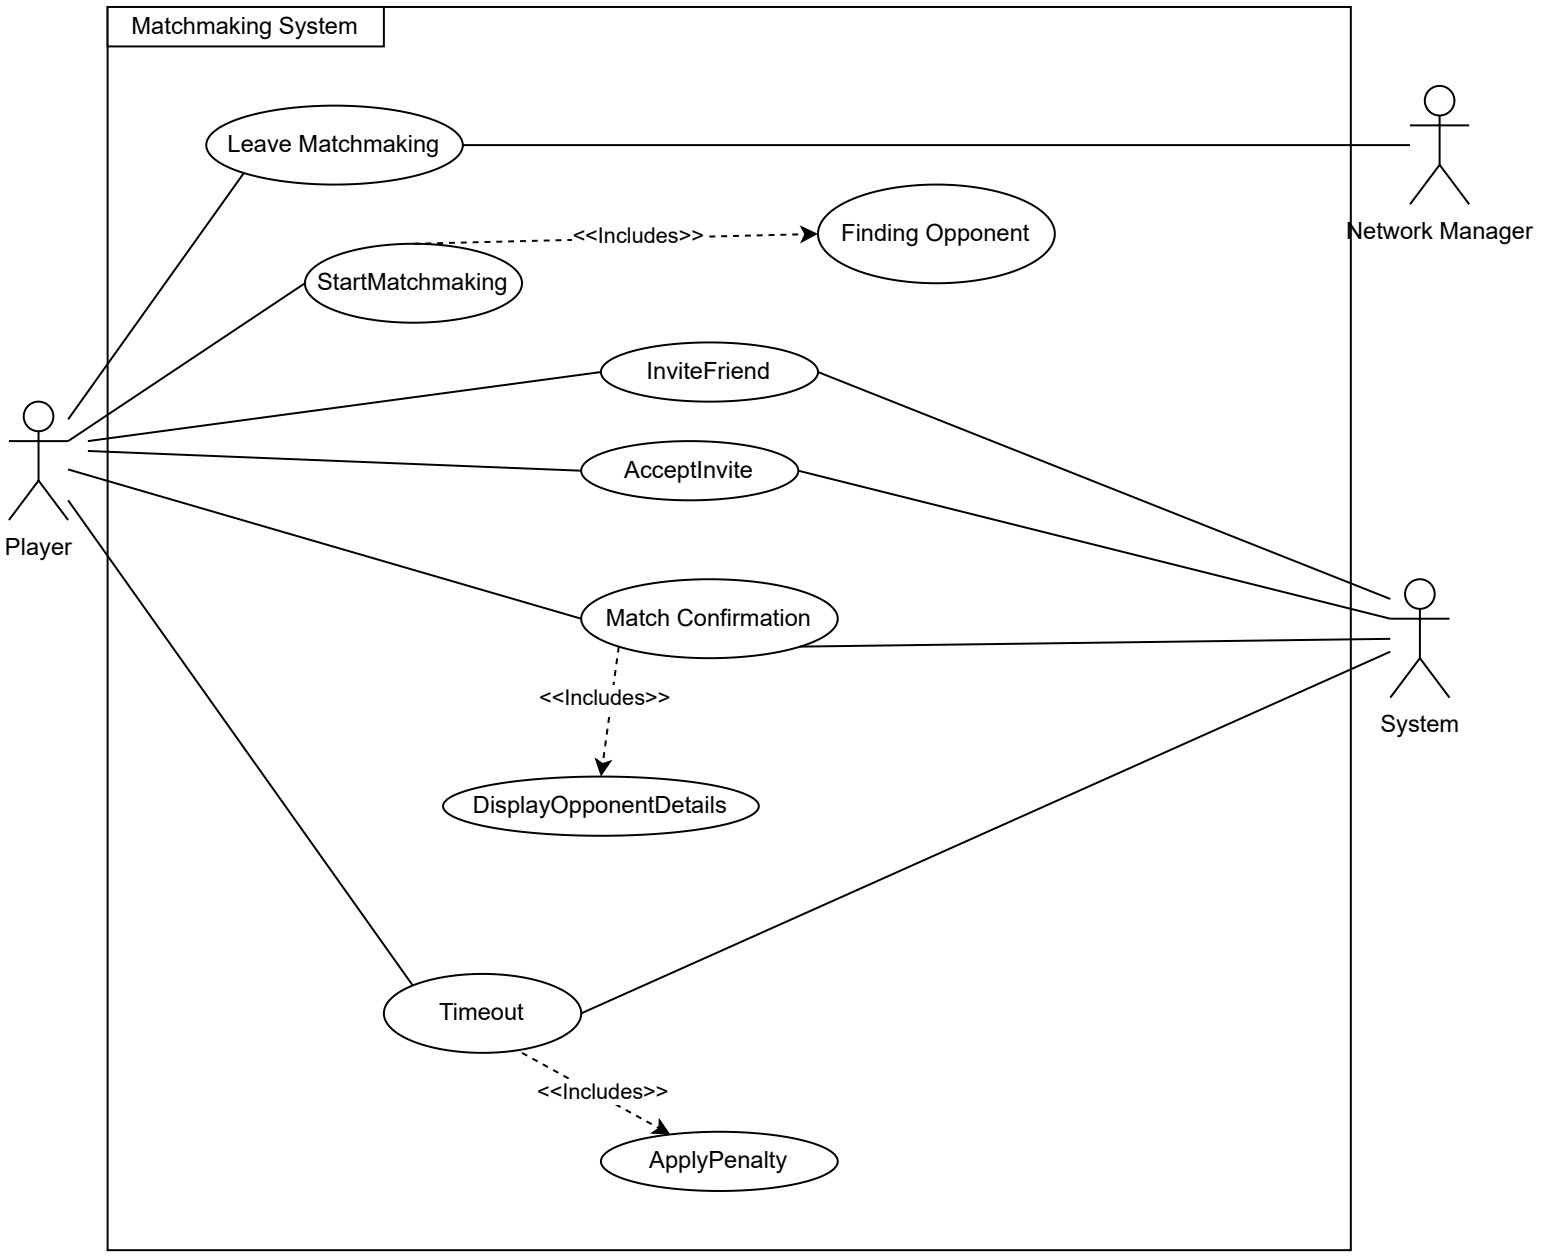 Matchmaking System
Leave Matchmaking
Network Manager
<<Includes>>
Finding Opponent
StartMatchmaking
InviteFriend
AcceptInvite
Player
Match Confirmation
System
<<Includes>>
DisplayOpponentDetails
Timeout
<<Includes>>
ApplyPenalty